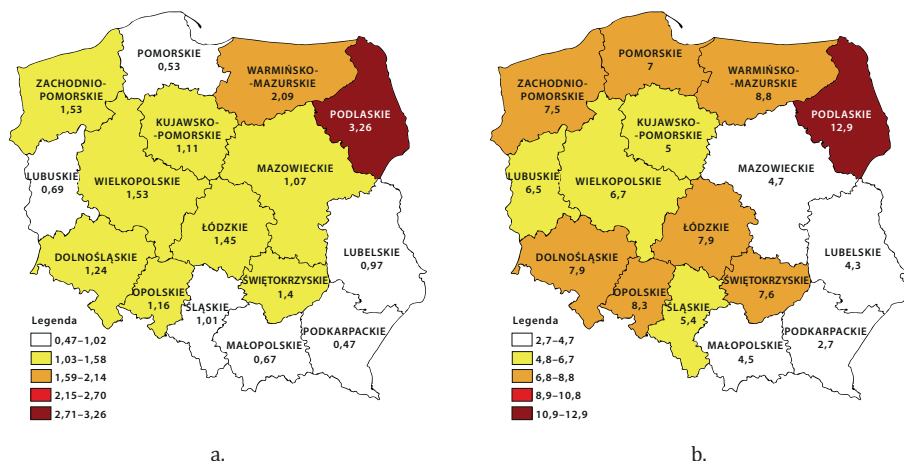 POMORSKIE
0,53
WARMIŃSKO-
-MAZURSKIE
2,09
ZACHODNIO-
POMORSKIE
1,53
PODLASKIE
3,26
KUJAWSKO-
-POMORSKIE
1,11
MAZOWIECKIE
1,07
LUBUSKIE
0,69
WIELKOPOLSKIE
1,53
ŁÓDZKIE
1,45
LUBELSKIE
0,97
DOLNOŚLĄSKIE
1,24
OPOLSKIE
1,16
ŚWIĘTOKRZYSKIE
1,4
ŚLĄSKIE
1,01
MAŁOPOLSKIE
0,67
PODKARPACKIE
0,47
Legenda
0,47–1,02
1,03–1,58
1,59–2,14
2,15–2,70
2,71–3,26
a.
POMORSKIE
7
WARMIŃSKO-
-MAZURSKIE
8,8
ZACHODNIO-
POMORSKIE
7,5
PODLASKIE
12,9
KUJAWSKO-
-POMORSKIE
5
MAZOWIECKIE
4,7
LUBUSKIE
6,5
WIELKOPOLSKIE
6,7
ŁÓDZKIE
7,9
LUBELSKIE
4,3
DOLNOŚLĄSKIE
7,9
OPOLSKIE
8,3
ŚWIĘTOKRZYSKIE
7,6
ŚLĄSKIE
5,4
MAŁOPOLSKIE
4,5
PODKARPACKIE
2,7
Legenda
2,7–4,7
4,8–6,7
6,8–8,8
8,9–10,8
10,9–12,9
b.